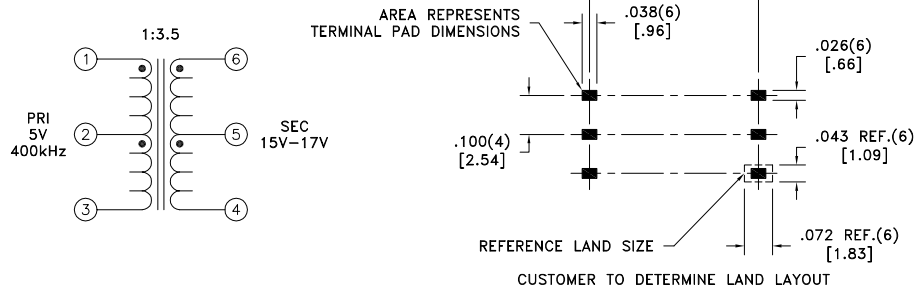 1:3.5
1
6
PRI
5V
400kHz
2
5
SEC
15V-17V
3
4
AREA REPRESENTS
TERMINAL PAD DIMENSIONS
.038(6)
[.96]
.026(6)
[.66]
.100(4)
[2.54]
.043 REF.(6)
[1.09]
REFERENCE LAND SIZE
.072 REF.(6)
[1.83]
CUSTOMER TO DETERMINE LAND LAYOUT